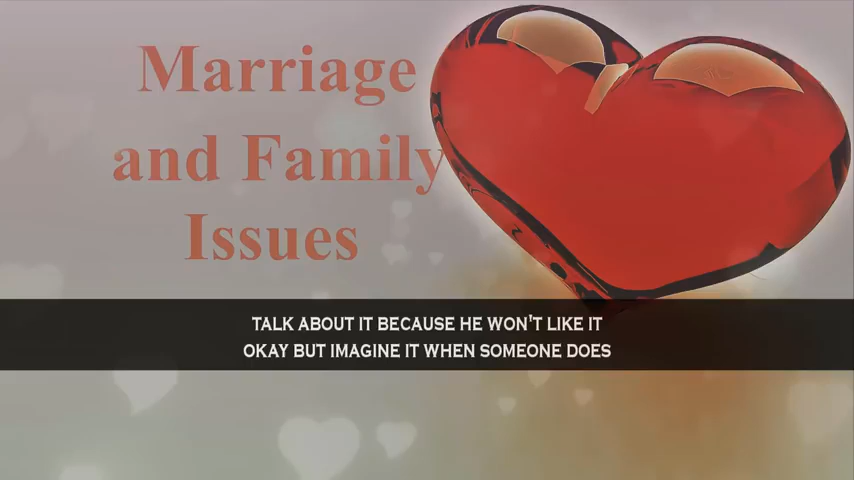 Marriage
and Family
Issues
TALK ABOUT IT BECAUSE HE WON'T LIKE IT
OKAY BUT IMAGINE IT WHEN SOMEONE DOES